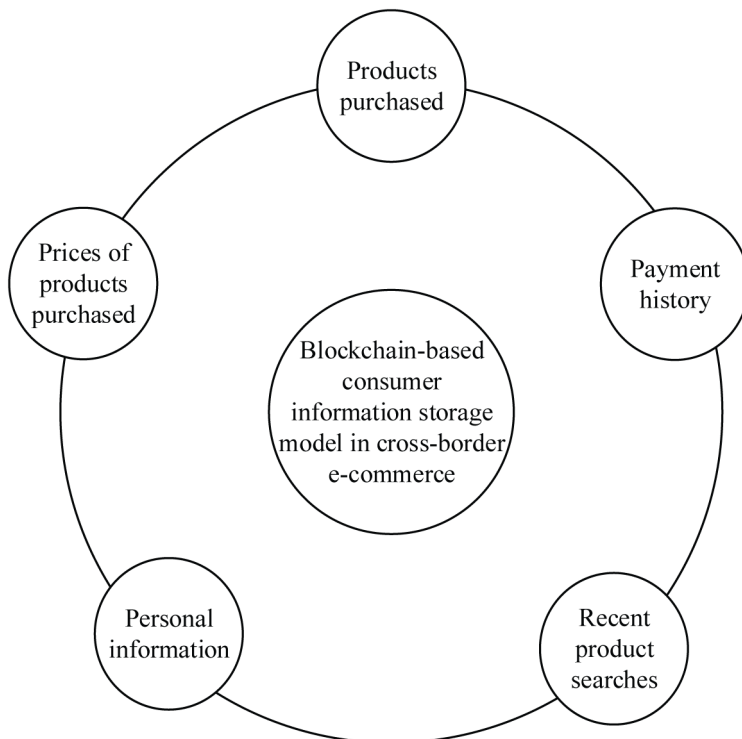 Products
purchased
Prices of
products
purchased
Payment
history
Blockchain-based
consumer
information storage
model in cross-border
e-commerce
Personal
information
Recent
product
searches